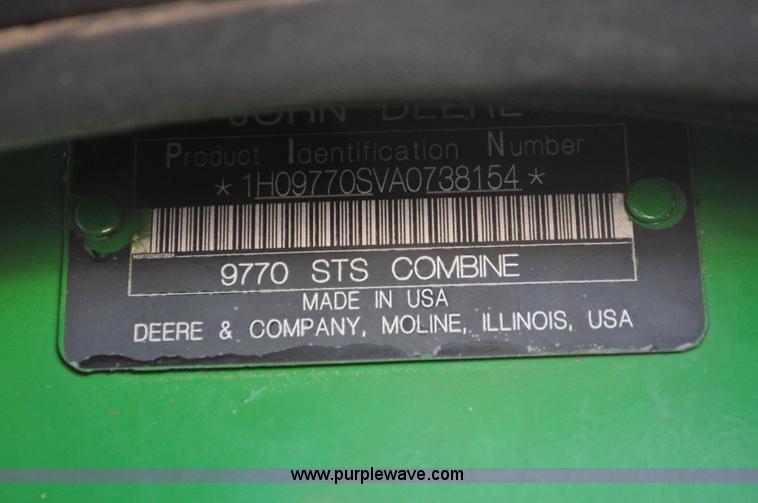 JOHN DEERE
Product Identification Number
*1H09770SVA0738154*
9770 STS COMBINE
MADE IN USA
DEERE & COMPANY, MOLINE, ILLINOIS, USA
www.purplewave.com